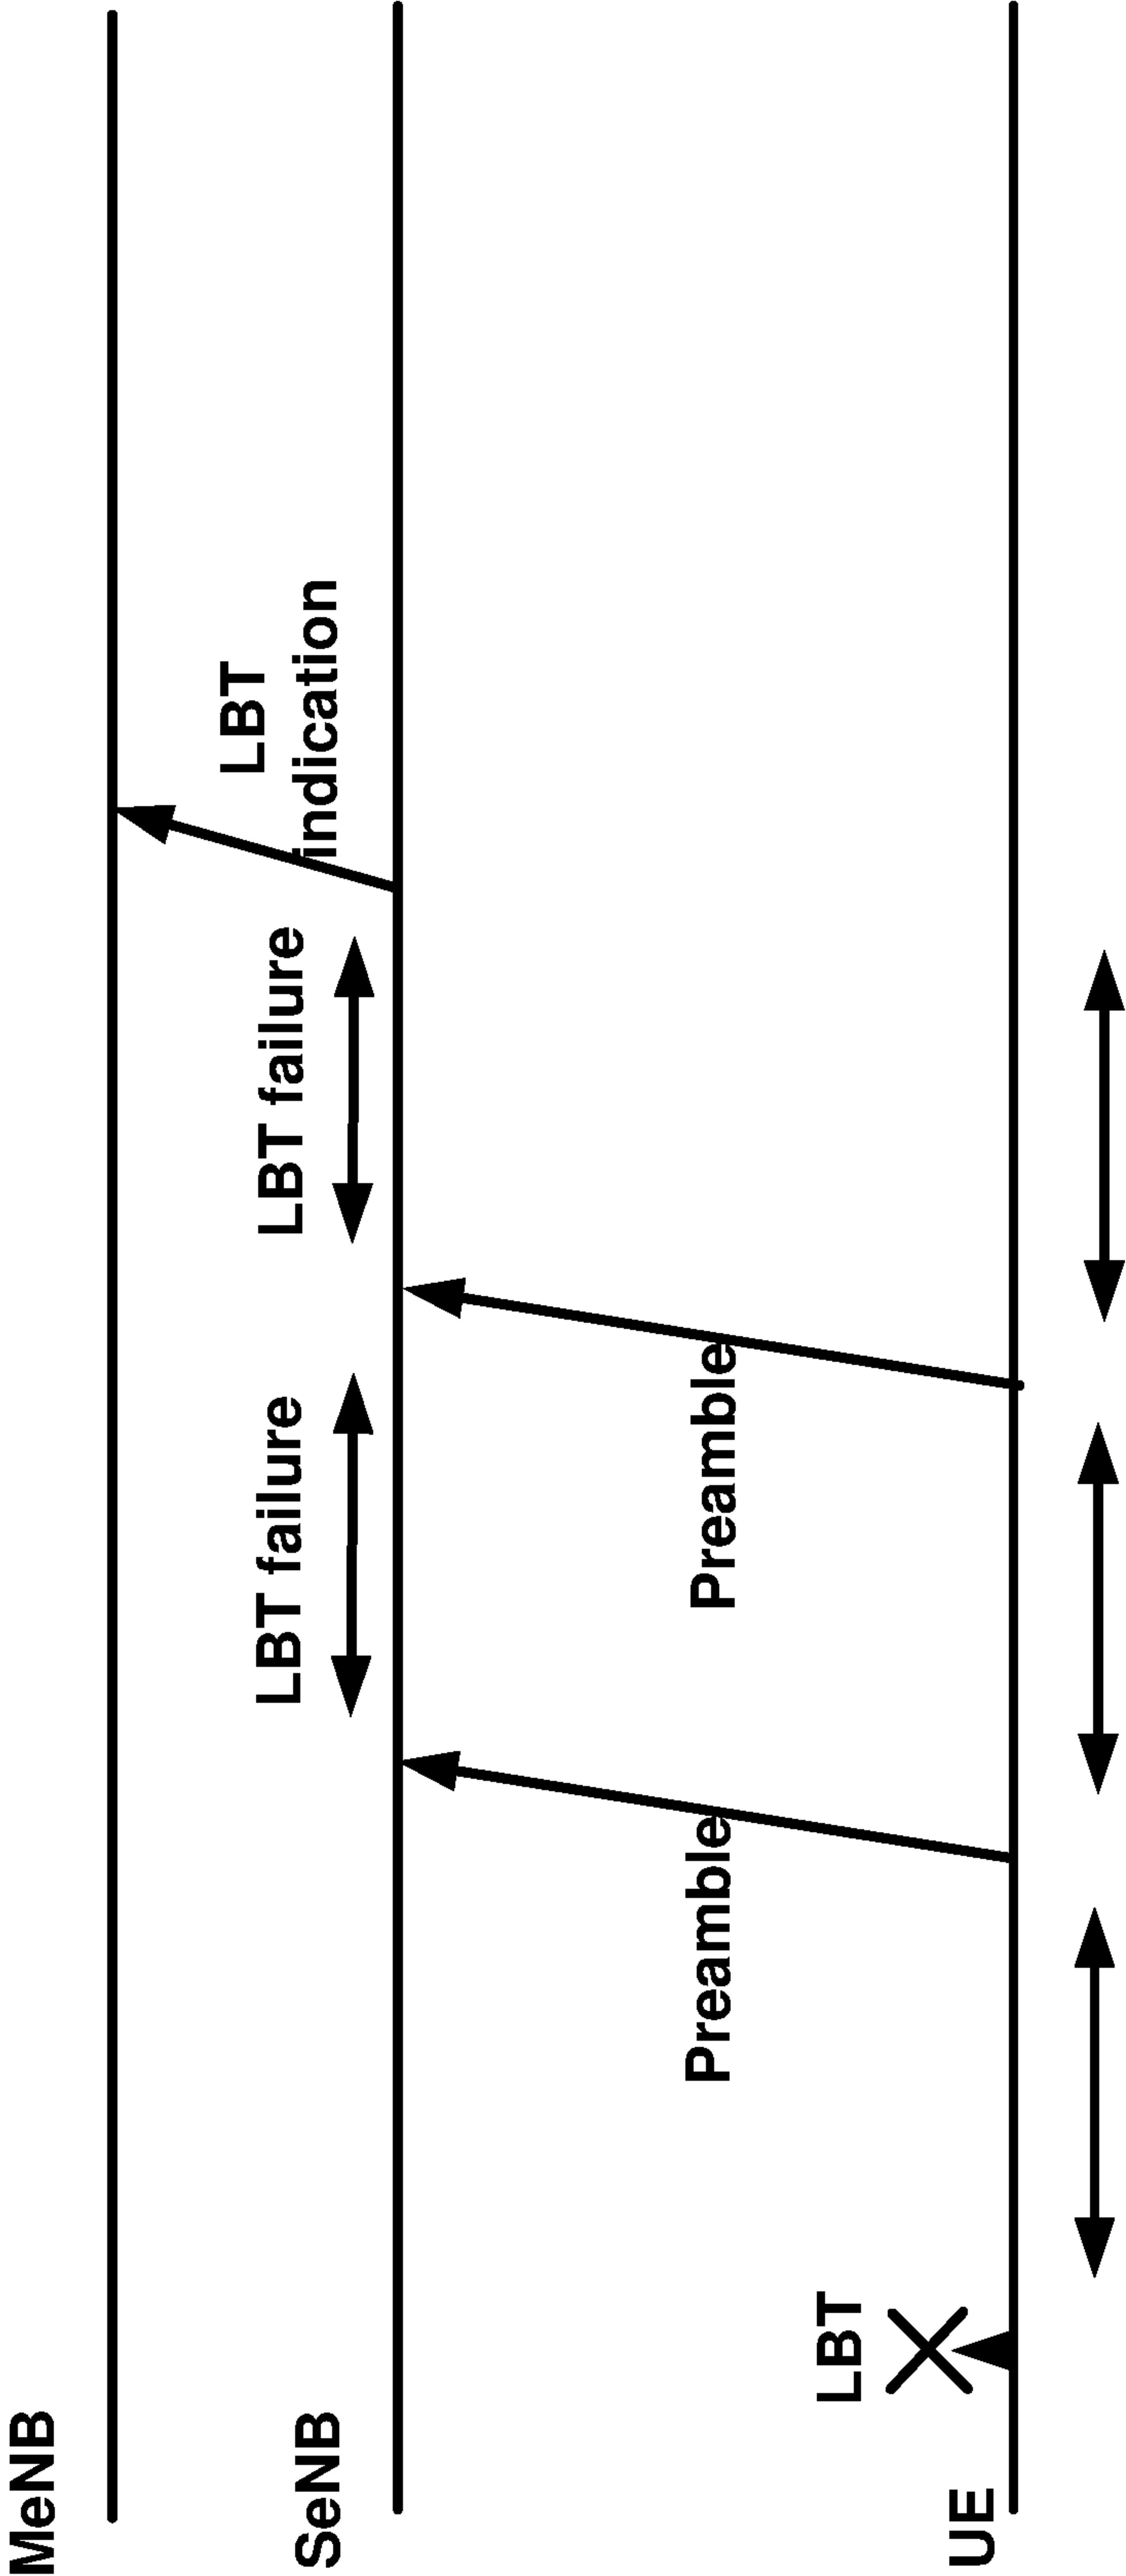 MeNB
LBT
indication
LBT failure
LBT failure
SeNB
Preamble
Preamble
LBT
UE